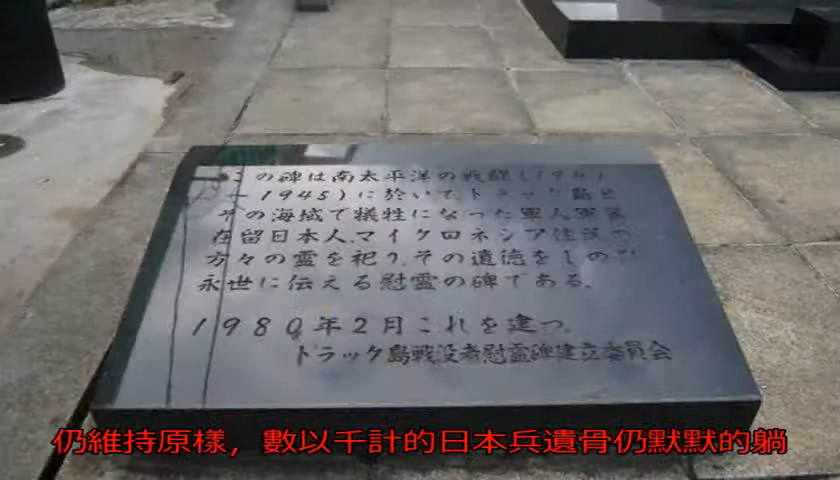 この碑は南太平洋の戦闘(1941
〜1945)に於いてトラック島と
その海域で犠牲になった軍人軍属
在留日本人、マイクロネシア住民の
方々の霊を祀り、その遺徳をしのび
永世に伝える慰霊の碑である。
1980年2月これを建つ。
トラック島戦没者慰霊碑建立委員会
仍維持原樣，數以千計的日本兵遺骨仍默默的躺